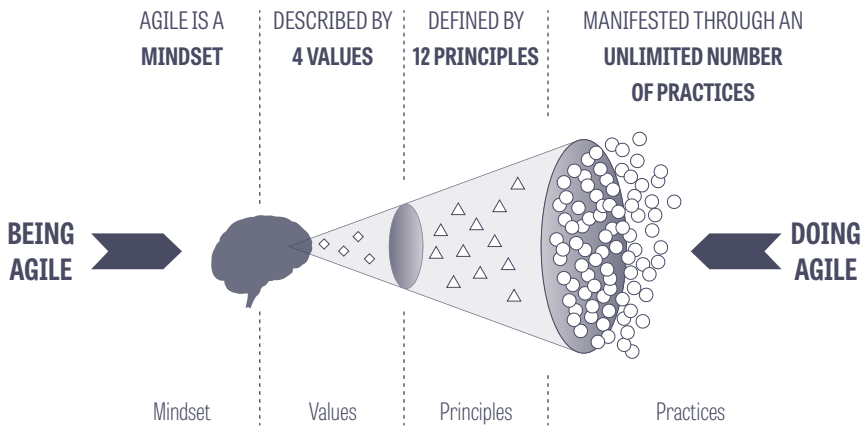 AGILE IS A
MINDSET
DESCRIBED BY
4 VALUES
DEFINED BY
12 PRINCIPLES
MANIFESTED THROUGH AN
UNLIMITED NUMBER
OF PRACTICES
BEING
AGILE
DOING
AGILE
Mindset
Values
Principles
Practices